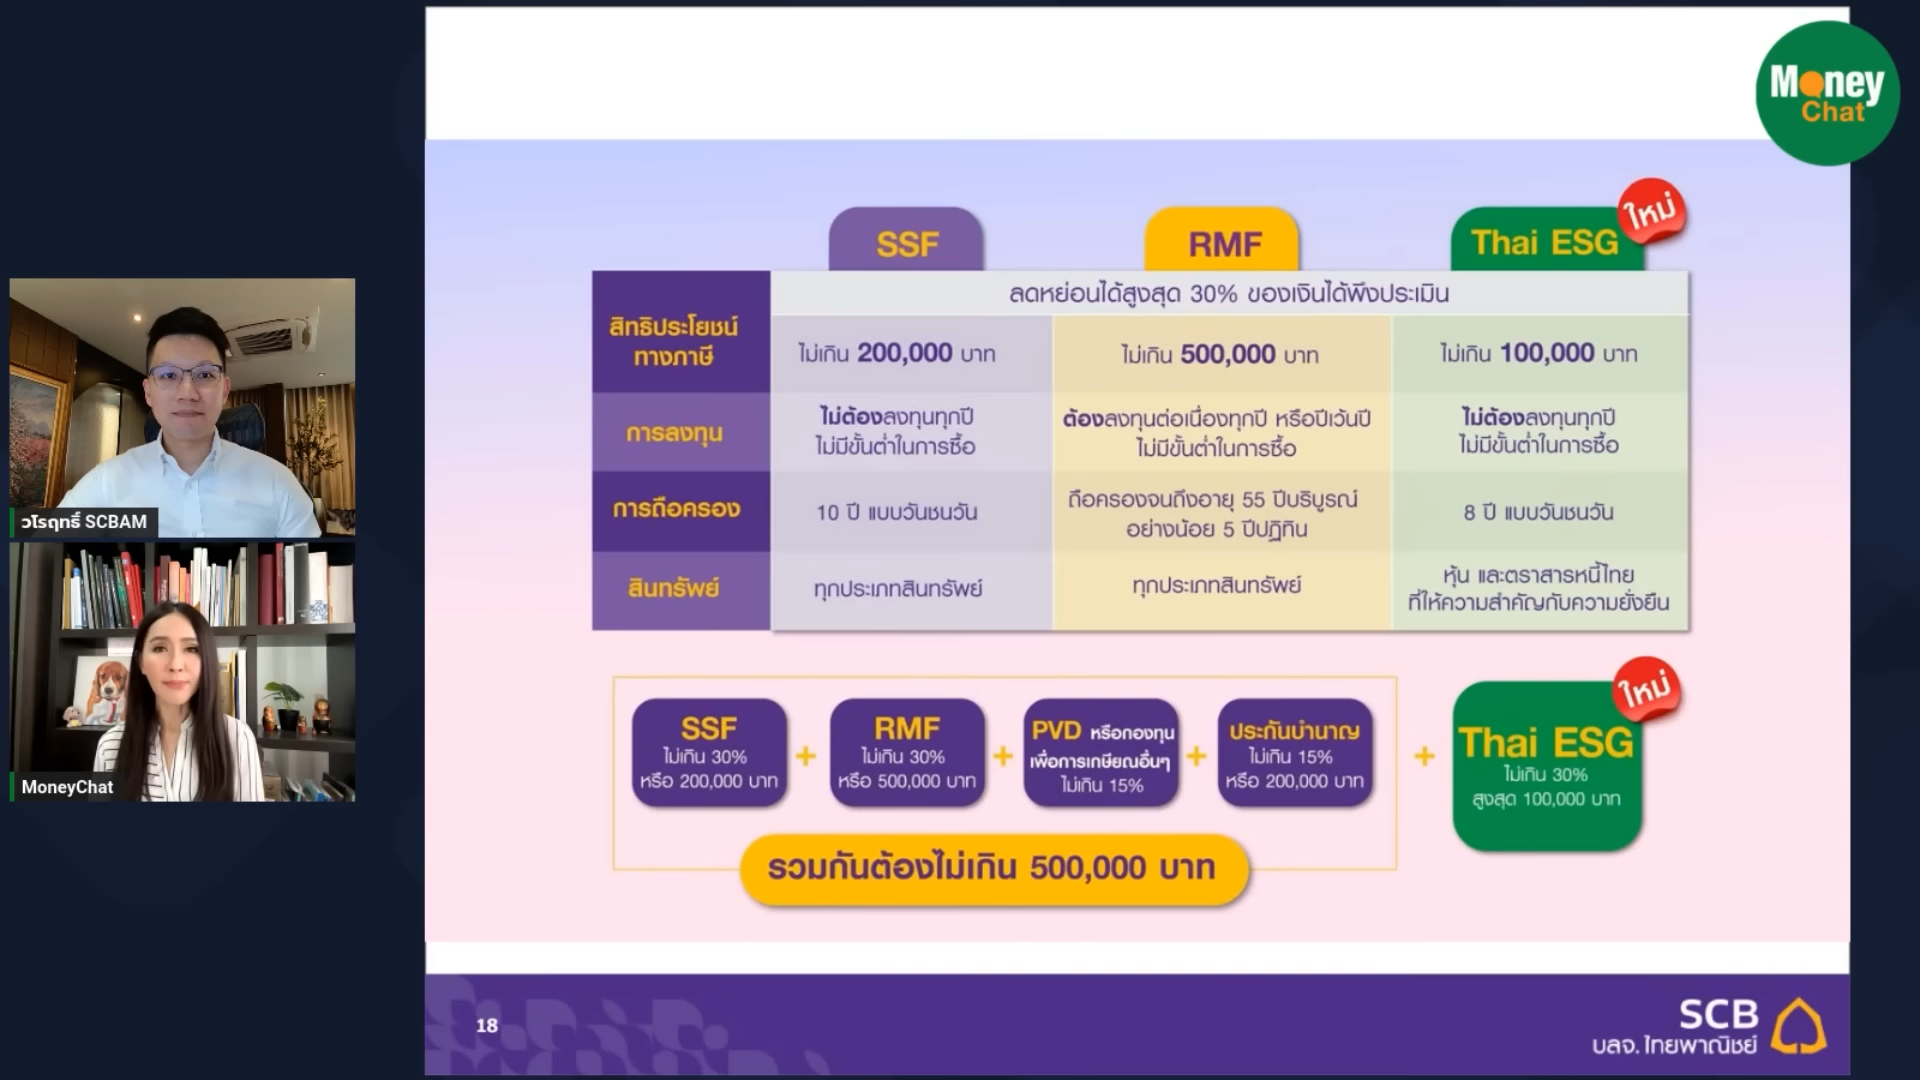 Money
Chat
SSF
RMF
Thai ESG
ใหม่
สิทธิประโยชน์
ทางภาษี
ลดหย่อนได้สูงสุด 30% ของเงินได้พึงประเมิน
ไม่เกิน 200,000 บาท
ไม่เกิน 500,000 บาท
ไม่เกิน 100,000 บาท
การลงทุน
ไม่ต้องลงทุนทุกปี
ไม่มีขั้นต่ำในการซื้อ
ต้องลงทุนต่อเนื่องทุกปี หรือปีเว้นปี
ไม่มีขั้นต่ำในการซื้อ
ไม่ต้องลงทุนทุกปี
ไม่มีขั้นต่ำในการซื้อ
การถือครอง
10 ปี แบบวันชนวัน
ถือครองจนถึงอายุ 55 ปีบริบูรณ์
อย่างน้อย 5 ปีปฏิทิน
8 ปี แบบวันชนวัน
สินทรัพย์
ทุกประเภทสินทรัพย์
ทุกประเภทสินทรัพย์
หุ้น และตราสารหนี้ไทย
ที่ให้ความสำคัญกับความยั่งยืน
SSF
ไม่เกิน 30%
หรือ 200,000 บาท
+
RMF
ไม่เกิน 30%
หรือ 500,000 บาท
+
PVD หรือกองทุน
เพื่อการเกษียณอื่นๆ
ไม่เกิน 15%
+
ประกันบำนาญ
ไม่เกิน 15%
หรือ 200,000 บาท
+
ใหม่
Thai ESG
ไม่เกิน 30%
สูงสุด 100,000 บาท
รวมกันต้องไม่เกิน 500,000 บาท
วโรฤทธิ์ SCBAM
MoneyChat
18
SCB
บลจ. ไทยพาณิชย์